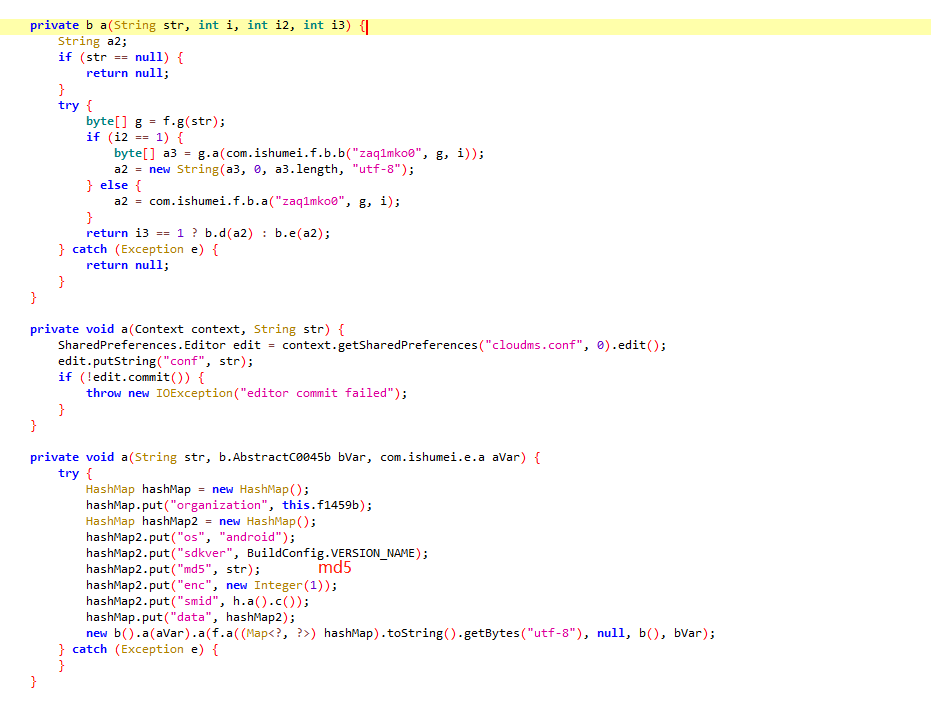 private b a(String str, int i, int i2, int i3) {
    String a2;
    if (str == null) {
        return null;
    }
    try {
        byte[] g = f.g(str);
        if (i2 == 1) {
            byte[] a3 = g.a(com.ishumei.f.b.b("zaq1mko0", g, i));
            a2 = new String(a3, 0, a3.length, "utf-8");
        } else {
            a2 = com.ishumei.f.b.a("zaq1mko0", g, i);
        }
        return i3 == 1 ? b.d(a2) : b.e(a2);
    } catch (Exception e) {
        return null;
    }
}

private void a(Context context, String str) {
    SharedPreferences.Editor edit = context.getSharedPreferences("cloudms.conf", 0).edit();
    edit.putString("conf", str);
    if (!edit.commit()) {
        throw new IOException("editor commit failed");
    }
}

private void a(String str, b.AbstractC0045b bVar, com.ishumei.e.a aVar) {
    try {
        HashMap hashMap = new HashMap();
        hashMap.put("organization", this.f1459b);
        HashMap hashMap2 = new HashMap();
        hashMap2.put("os", "android");
        hashMap2.put("sdkver", BuildConfig.VERSION_NAME);
        hashMap2.put("md5", str); md5
        hashMap2.put("enc", new Integer(1));
        hashMap2.put("smid", h.a().c());
        hashMap.put("data", hashMap2);
        new b().a(aVar).a(f.a((Map<?, ?>) hashMap).toString().getBytes("utf-8"), null, b(), bVar);
    } catch (Exception e) {
    }
}